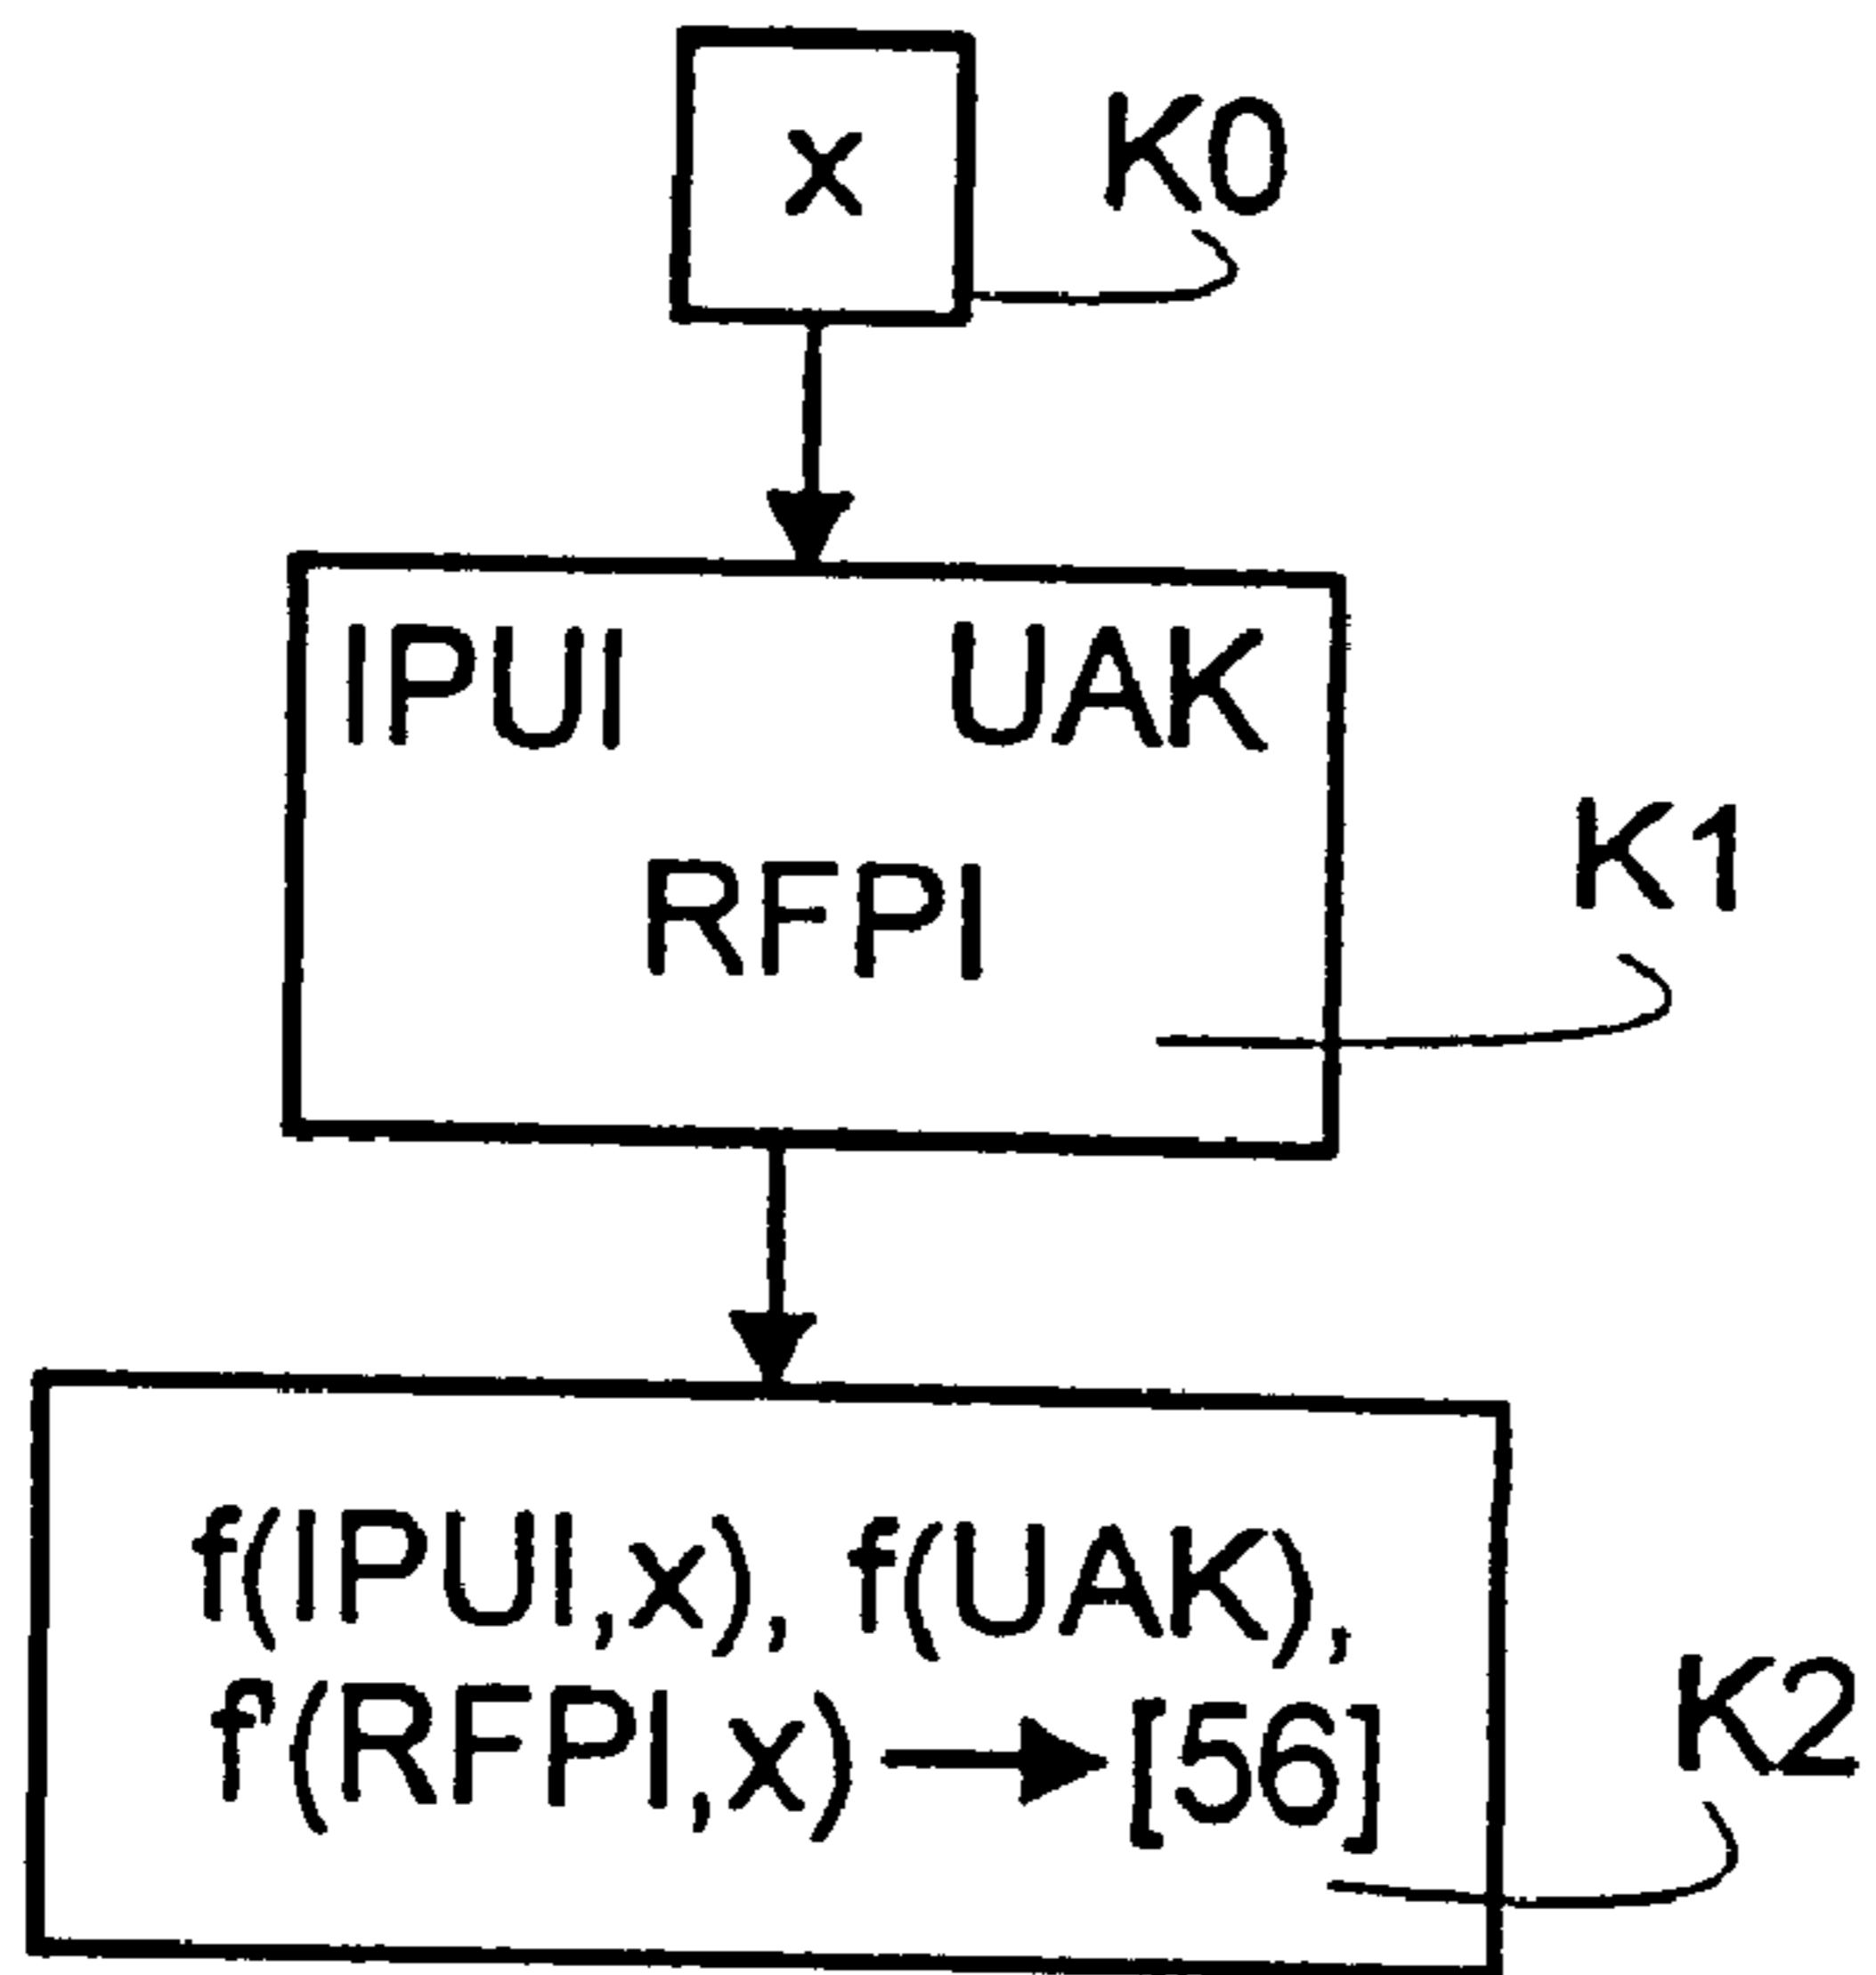 x
K0
IPUI UAK
RFPI
K1
f(IPUI,x), f(UAK),
f'(RFPI,x)→[56]
K2